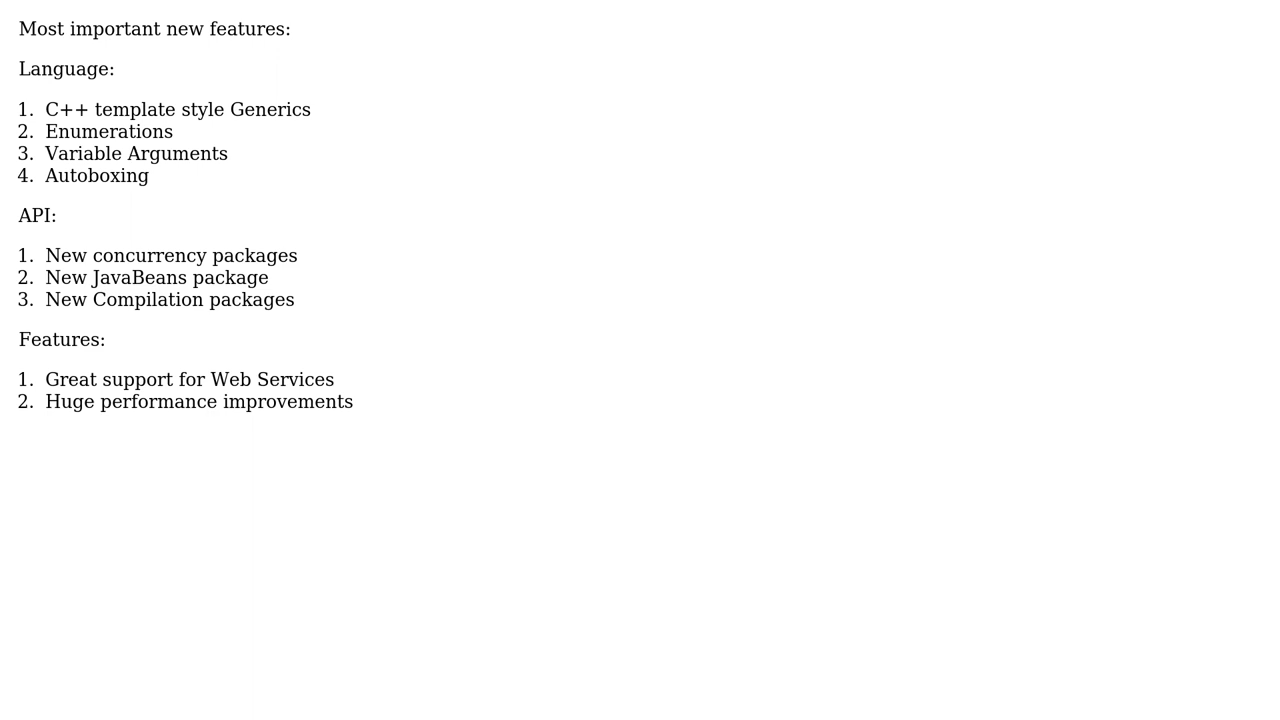 Most important new features:
Language:
1. C++ template style Generics
2. Enumerations
3. Variable Arguments
4. Autoboxing
API:
1. New concurrency packages
2. New JavaBeans package
3. New Compilation packages
Features:
1. Great support for Web Services
2. Huge performance improvements